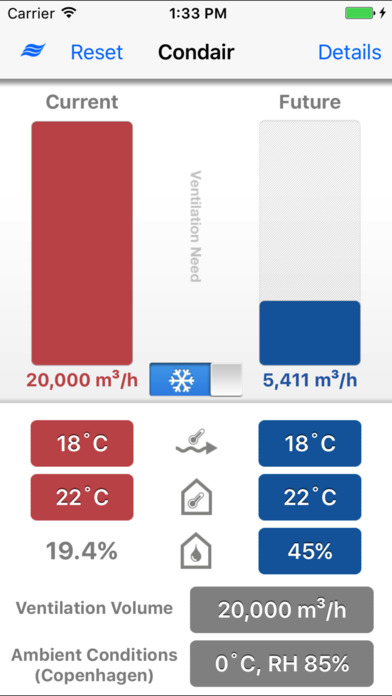 Carrier 1:33 PM
Reset Condair Details
Current Future
Ventilation Need
20,000 m³/h 5,411 m³/h
18°C 18°C
22°C 22°C
19.4% 45%
Ventilation Volume 20,000 m³/h
Ambient Conditions
(Copenhagen) 0°C, RH 85%